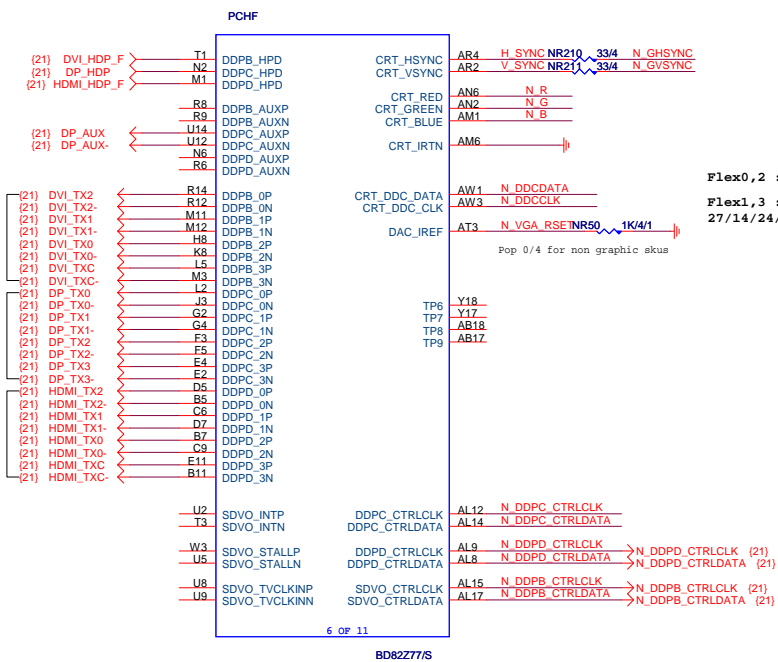 PCHF
{21} DVI_HDP_F T1 DDPB_HPD CRT_HSYNC AR4 H_SYNC NR210 33/4 N_GHSYNC
{21} DP_HDP N2 DDPC_HPD CRT_VSYNC AR2 V_SYNC NR211 33/4 N_GVSYNC
{21} HDMI_HDP_F M1 DDPD_HPD
CRT_RED AN6 N_R
R8 DDPB_AUXP CRT_GREEN AN2 N_G
R9 DDPB_AUXN CRT_BLUE AM1 N_B
{21} DP_AUX U14 DDPC_AUXP
{21} DP_AUX- U12 DDPC_AUXN CRT_IRTN AM6
N6 DDPD_AUXP
R6 DDPD_AUXN
Flex0,2 :
{21} DVI_TX2 R14 DDPB_0P CRT_DDC_DATA AW1 N_DDCDATA
{21} DVI_TX2- R12 DDPB_0N CRT_DDC_CLK AW3 N_DDCCLK
Flex1,3 :
{21} DVI_TX1 M11 DDPB_1P
27/14/24/
{21} DVI_TX1- M12 DDPB_1N DAC_IREF AT3 N_VGA_RSET NR50 1K/4/1
{21} DVI_TX0 H8 DDPB_2P
Pop 0/4 for non graphic skus
{21} DVI_TX0- K8 DDPB_2N
{21} DVI_TXC L5 DDPB_3P
{21} DVI_TXC- M3 DDPB_3N
{21} DP_TX0 L2 DDPC_0P
{21} DP_TX0- J3 DDPC_0N TP6 Y18
{21} DP_TX1 G2 DDPC_1P TP7 Y17
{21} DP_TX1- G4 DDPC_1N TP8 AB18
{21} DP_TX2 F3 DDPC_2P TP9 AB17
{21} DP_TX2- F5 DDPC_2N
{21} DP_TX3 E4 DDPC_3P
{21} DP_TX3- E2 DDPC_3N
{21} HDMI_TX2 D5 DDPD_0P
{21} HDMI_TX2- B5 DDPD_0N
{21} HDMI_TX1 C6 DDPD_1P
{21} HDMI_TX1- D7 DDPD_1N
{21} HDMI_TX0 B7 DDPD_2P
{21} HDMI_TX0- C9 DDPD_2N
{21} HDMI_TXC E11 DDPD_3P
{21} HDMI_TXC- B11 DDPD_3N
U2 SDVO_INTP DDPC_CTRLCLK AL12 N_DDPC_CTRLCLK
T3 SDVO_INTN DDPC_CTRLDATA AL14 N_DDPC_CTRLDATA
W3 SDVO_STALLP DDPD_CTRLCLK AL9 N_DDPD_CTRLCLK N_DDPD_CTRLCLK {21}
U5 SDVO_STALLN DDPD_CTRLDATA AL8 N_DDPD_CTRLDATA N_DDPD_CTRLDATA {21}
U8 SDVO_TVCLKINP SDVO_CTRLCLK AL15 N_DDPB_CTRLCLK N_DDPB_CTRLCLK {21}
U9 SDVO_TVCLKINN SDVO_CTRLDATA AL17 N_DDPB_CTRLDATA N_DDPB_CTRLDATA {21}
6 OF 11
BD82Z77/S